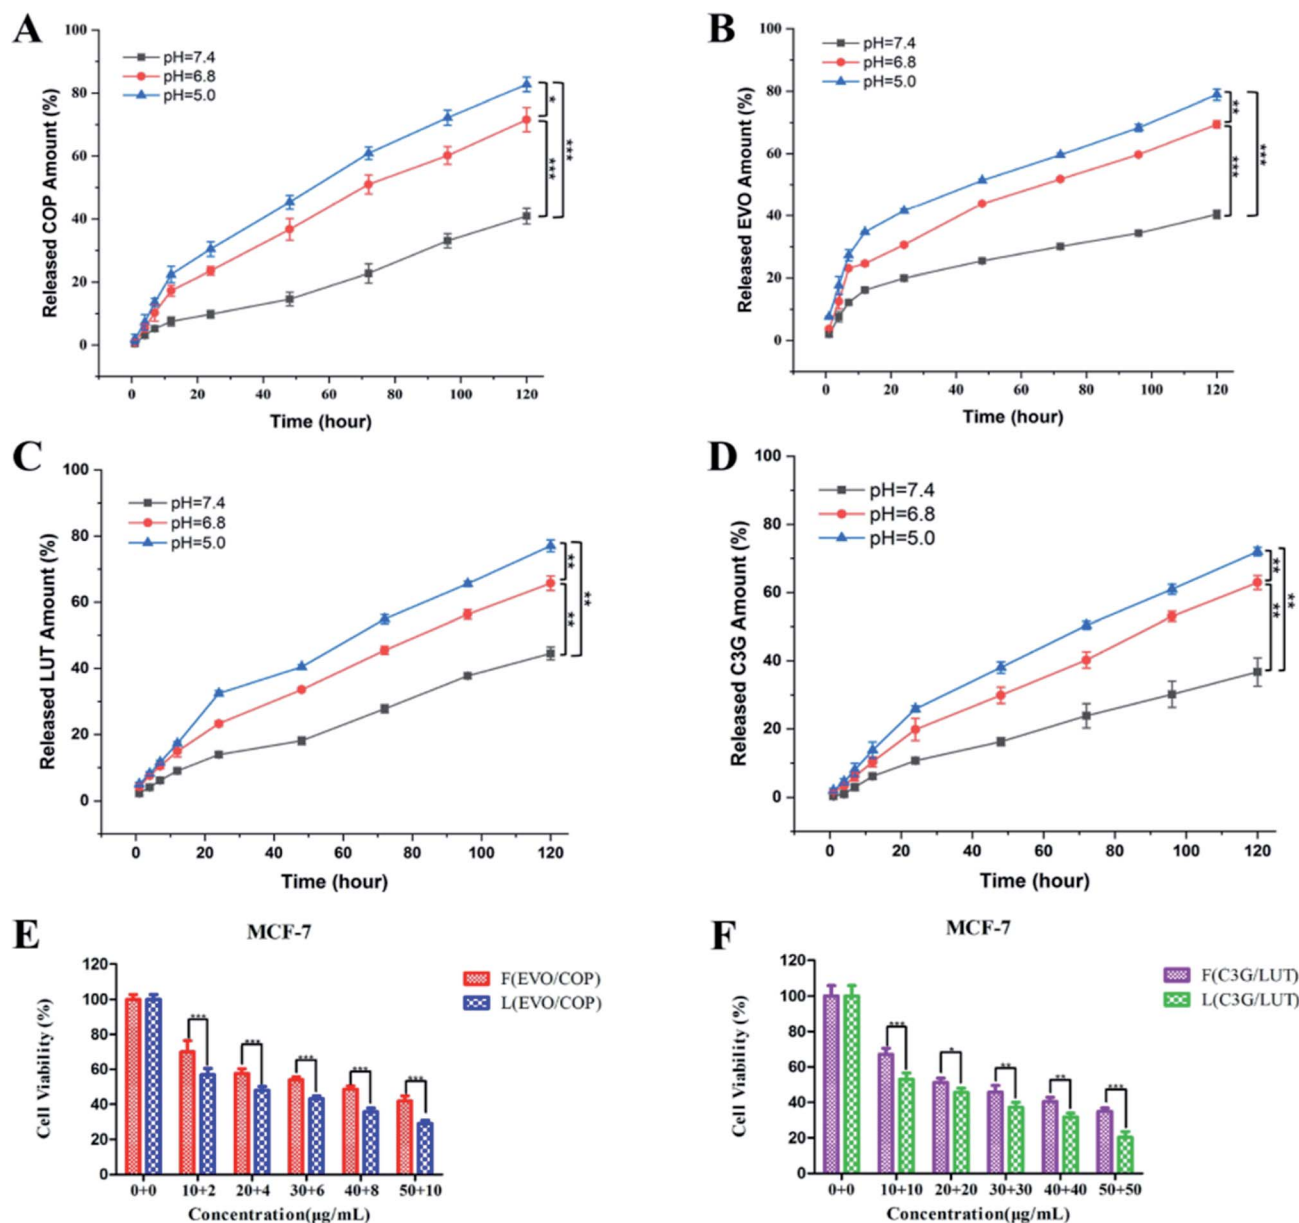 A
pH=7.4
pH=6.8
pH=5.0
*
***
***
Released COP Amount (%)
100
80
60
40
20
0
0 20 40 60 80 100 120
Time (hour)
B
pH=7.4
pH=6.8
pH=5.0
**
***
***
Released EVO Amount (%)
100
80
60
40
20
0
0 20 40 60 80 100 120
Time (hour)
C
pH=7.4
pH=6.8
pH=5.0
**
**
**
Released LUT Amount (%)
100
80
60
40
20
0
0 20 40 60 80 100 120
Time (hour)
D
pH=7.4
pH=6.8
pH=5.0
**
**
**
Released C3G Amount (%)
100
80
60
40
20
0
0 20 40 60 80 100 120
Time (hour)
E
MCF-7
F(EVO/COP)
L(EVO/COP)
*** *** *** *** ***
Cell Viability (%)
120
100
80
60
40
20
0
0+0 10+2 20+4 30+6 40+8 50+10
Concentration(μg/mL)
F
MCF-7
F(C3G/LUT)
L(C3G/LUT)
*** * ** ** ***
Cell Viability (%)
120
100
80
60
40
20
0
0+0 10+10 20+20 30+30 40+40 50+50
Concentration(μg/mL)